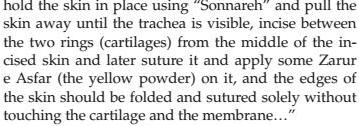 hold the skin in place using “Sonnareh” and pull the
skin away until the trachea is visible, incise between
the two rings (cartilages) from the middle of the in-
cised skin and later suture it and apply some Zarur
e Asfar (the yellow powder) on it, and the edges of
the skin should be folded and sutured solely without
touching the cartilage and the membrane…”